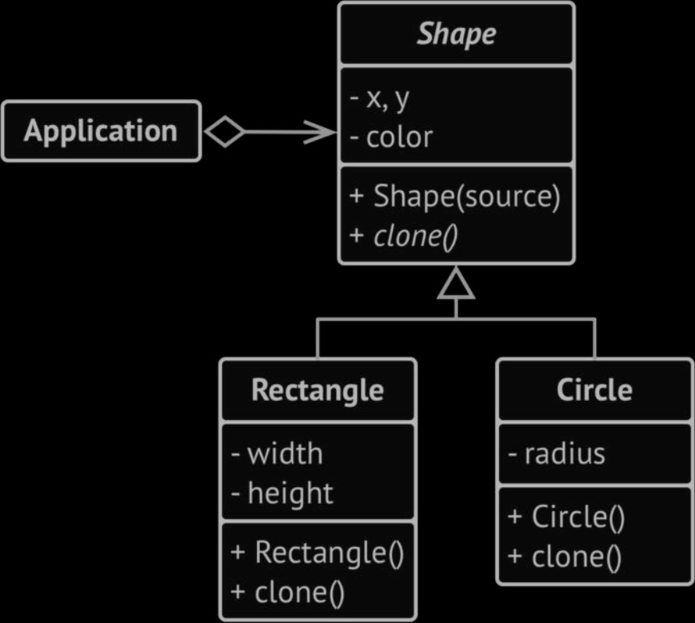 Shape
- x, y
- color
+ Shape(source)
+ clone()
Application
Rectangle
- width
- height
+ Rectangle()
+ clone()
Circle
- radius
+ Circle()
+ clone()